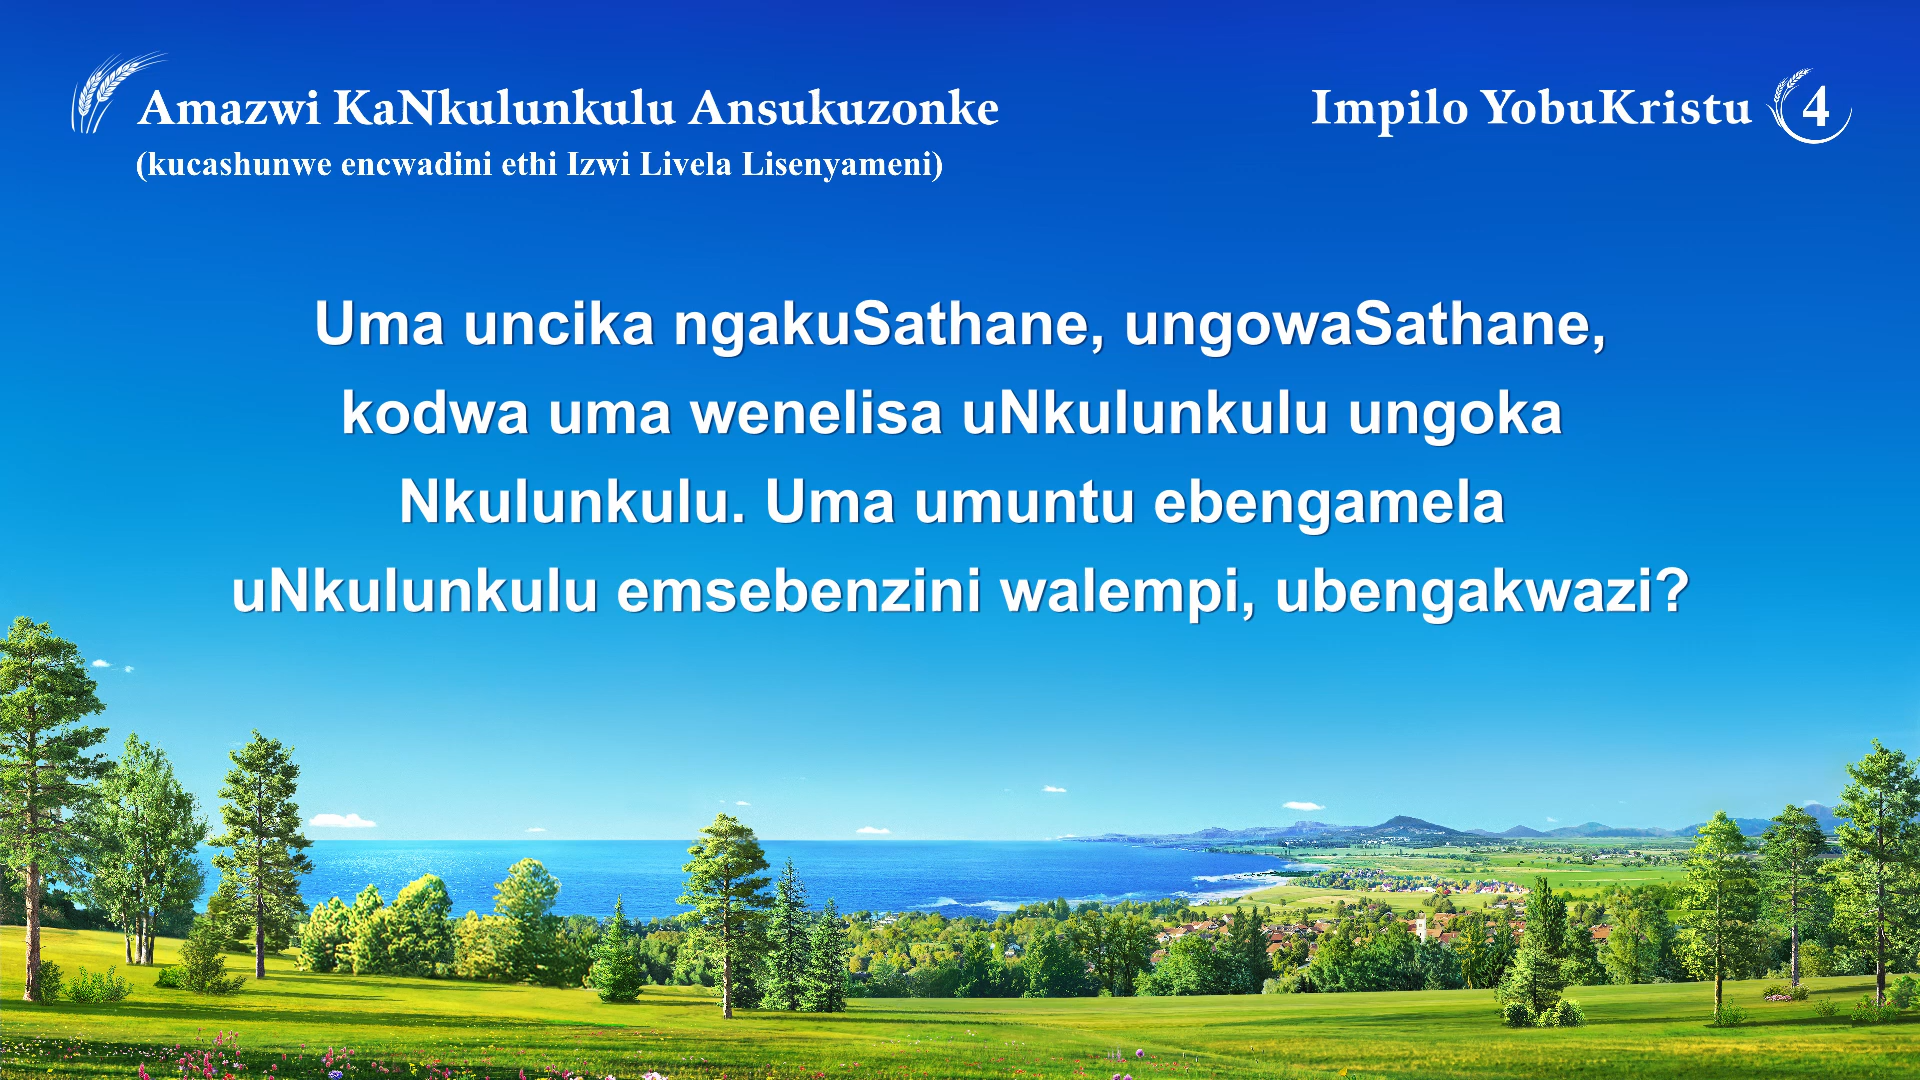 Amazwi KaNkulunkulu Ansukuzonke
(kucashunwe encwadini ethi Izwi Livela Lisenyameni)
Impilo YobuKristu 4
Uma uncika ngakuSathane, ungowaSathane,
kodwa uma wenelisa uNkulunkulu ungoka
Nkulunkulu. Uma umuntu ebengamela
uNkulunkulu emsebenzini walempi, ubengakwazi?